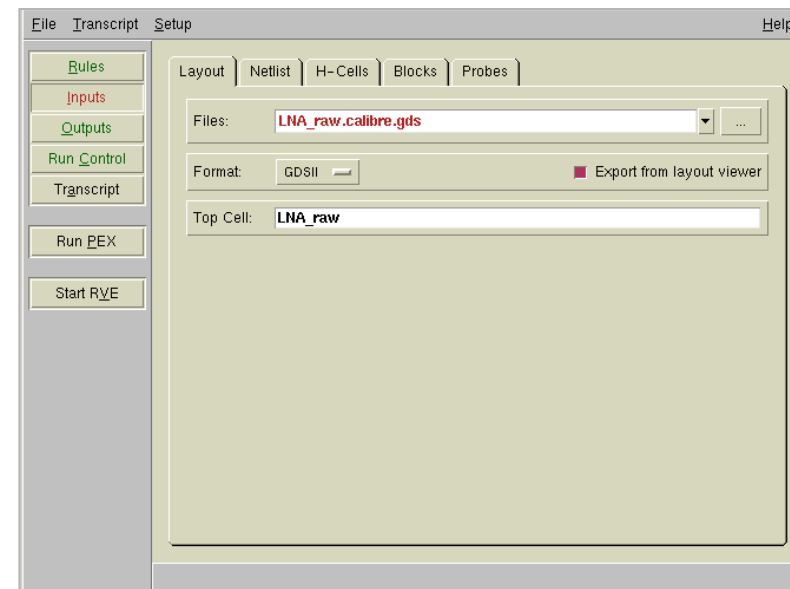 File Transcript Setup Help
Rules
Inputs
Outputs
Run Control
Transcript
Run PEX
Start RVE
Layout Netlist H-Cells Blocks Probes
Files: LNA_raw.calibre.gds ...
Format: GDSII Export from layout viewer
Top Cell: LNA_raw